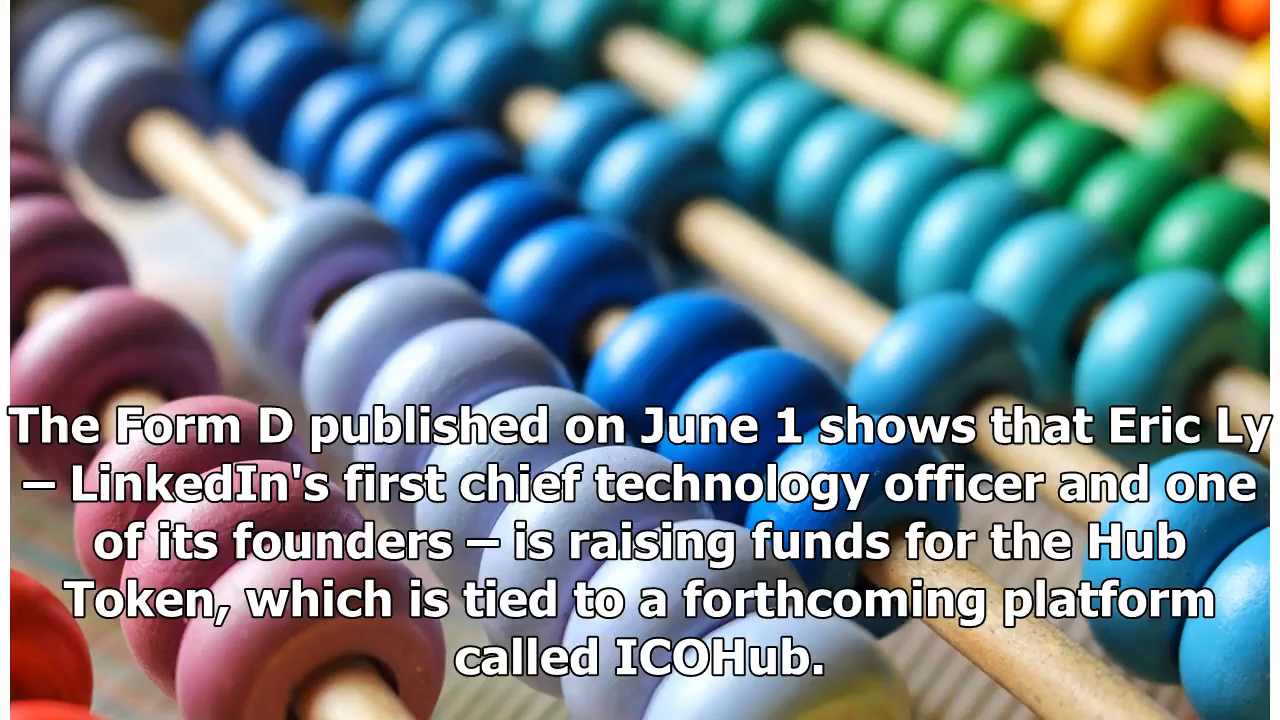 The Form D published on June 1 shows that Eric Ly
– LinkedIn's first chief technology officer and one
of its founders – is raising funds for the Hub
Token, which is tied to a forthcoming platform
called ICOHub.